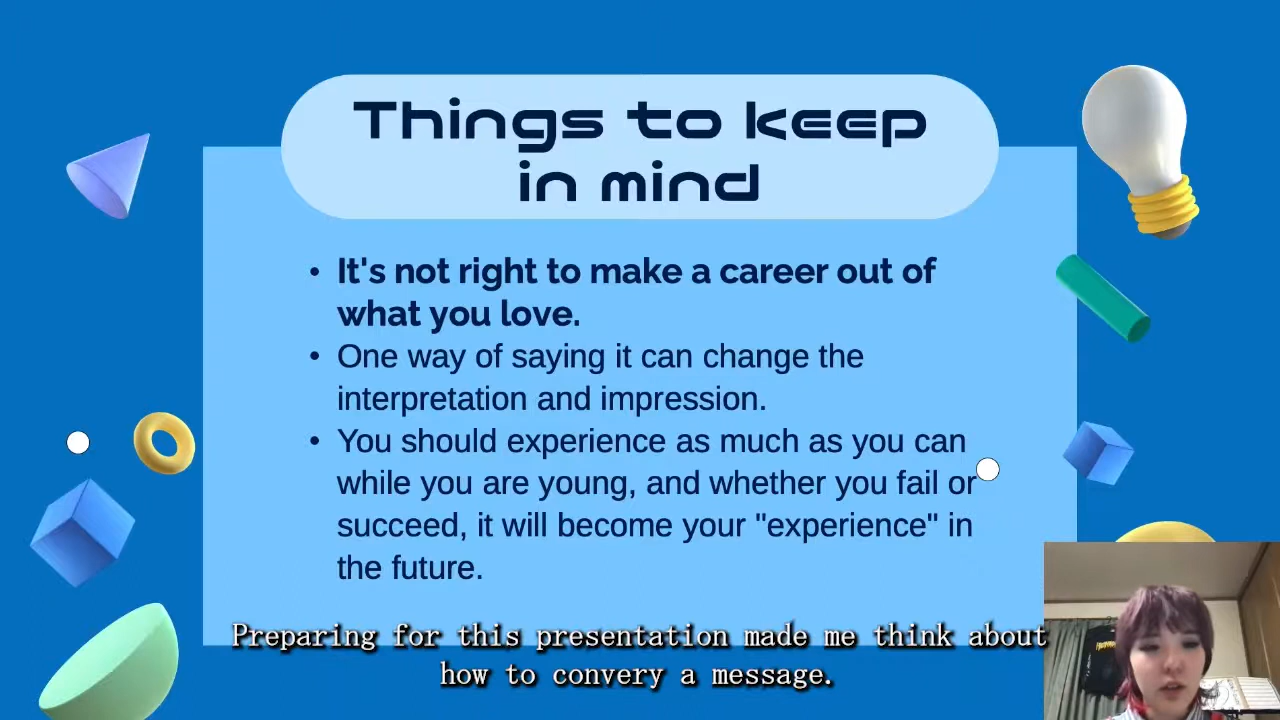 Things to keep
in mind
• It's not right to make a career out of
what you love.
• One way of saying it can change the
interpretation and impression.
• You should experience as much as you can
while you are young, and whether you fail or
succeed, it will become your "experience" in
the future.
Preparing for this presentation made me think about
how to convery a message.